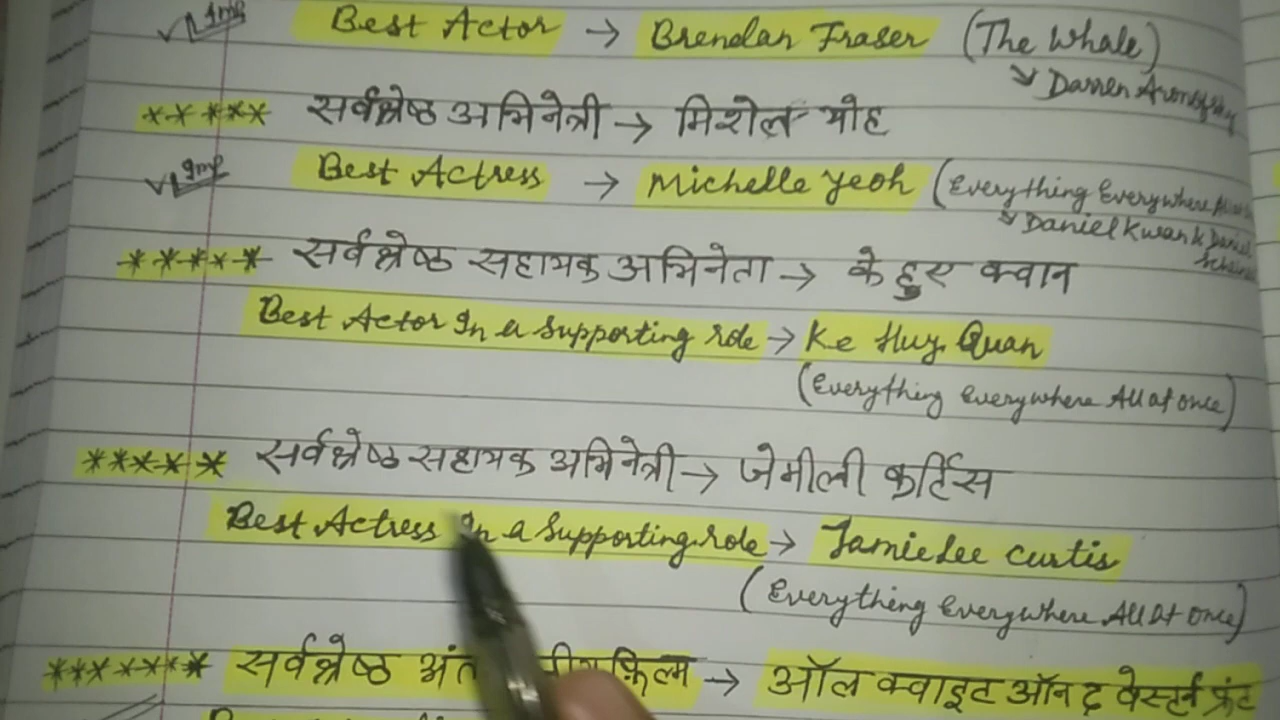 Imp Best Actor → Brendan Fraser (The Whale)
↘ Darren Aronofsky
***** सर्वश्रेष्ठ अभिनेत्री → मिशेल योह
Imp Best Actress → Michelle Yeoh (Everything Everywhere
↘ Daniel Kwan & Daniel
***** सर्वश्रेष्ठ सहायक अभिनेता → के हुए क्वान
Best Actor In a Supporting role → Ke Huy Quan
(Everything Everywhere All at once)
***** सर्वश्रेष्ठ सहायक अभिनेत्री → जेमीली कर्टिस
Best Actress In a Supporting role → Jamie Lee Curtis
(Everything Everywhere All At once)
****** सर्वश्रेष्ठ फ़िल्म → ऑल क्वाइट ऑन द वेस्टर्न फ्रंट